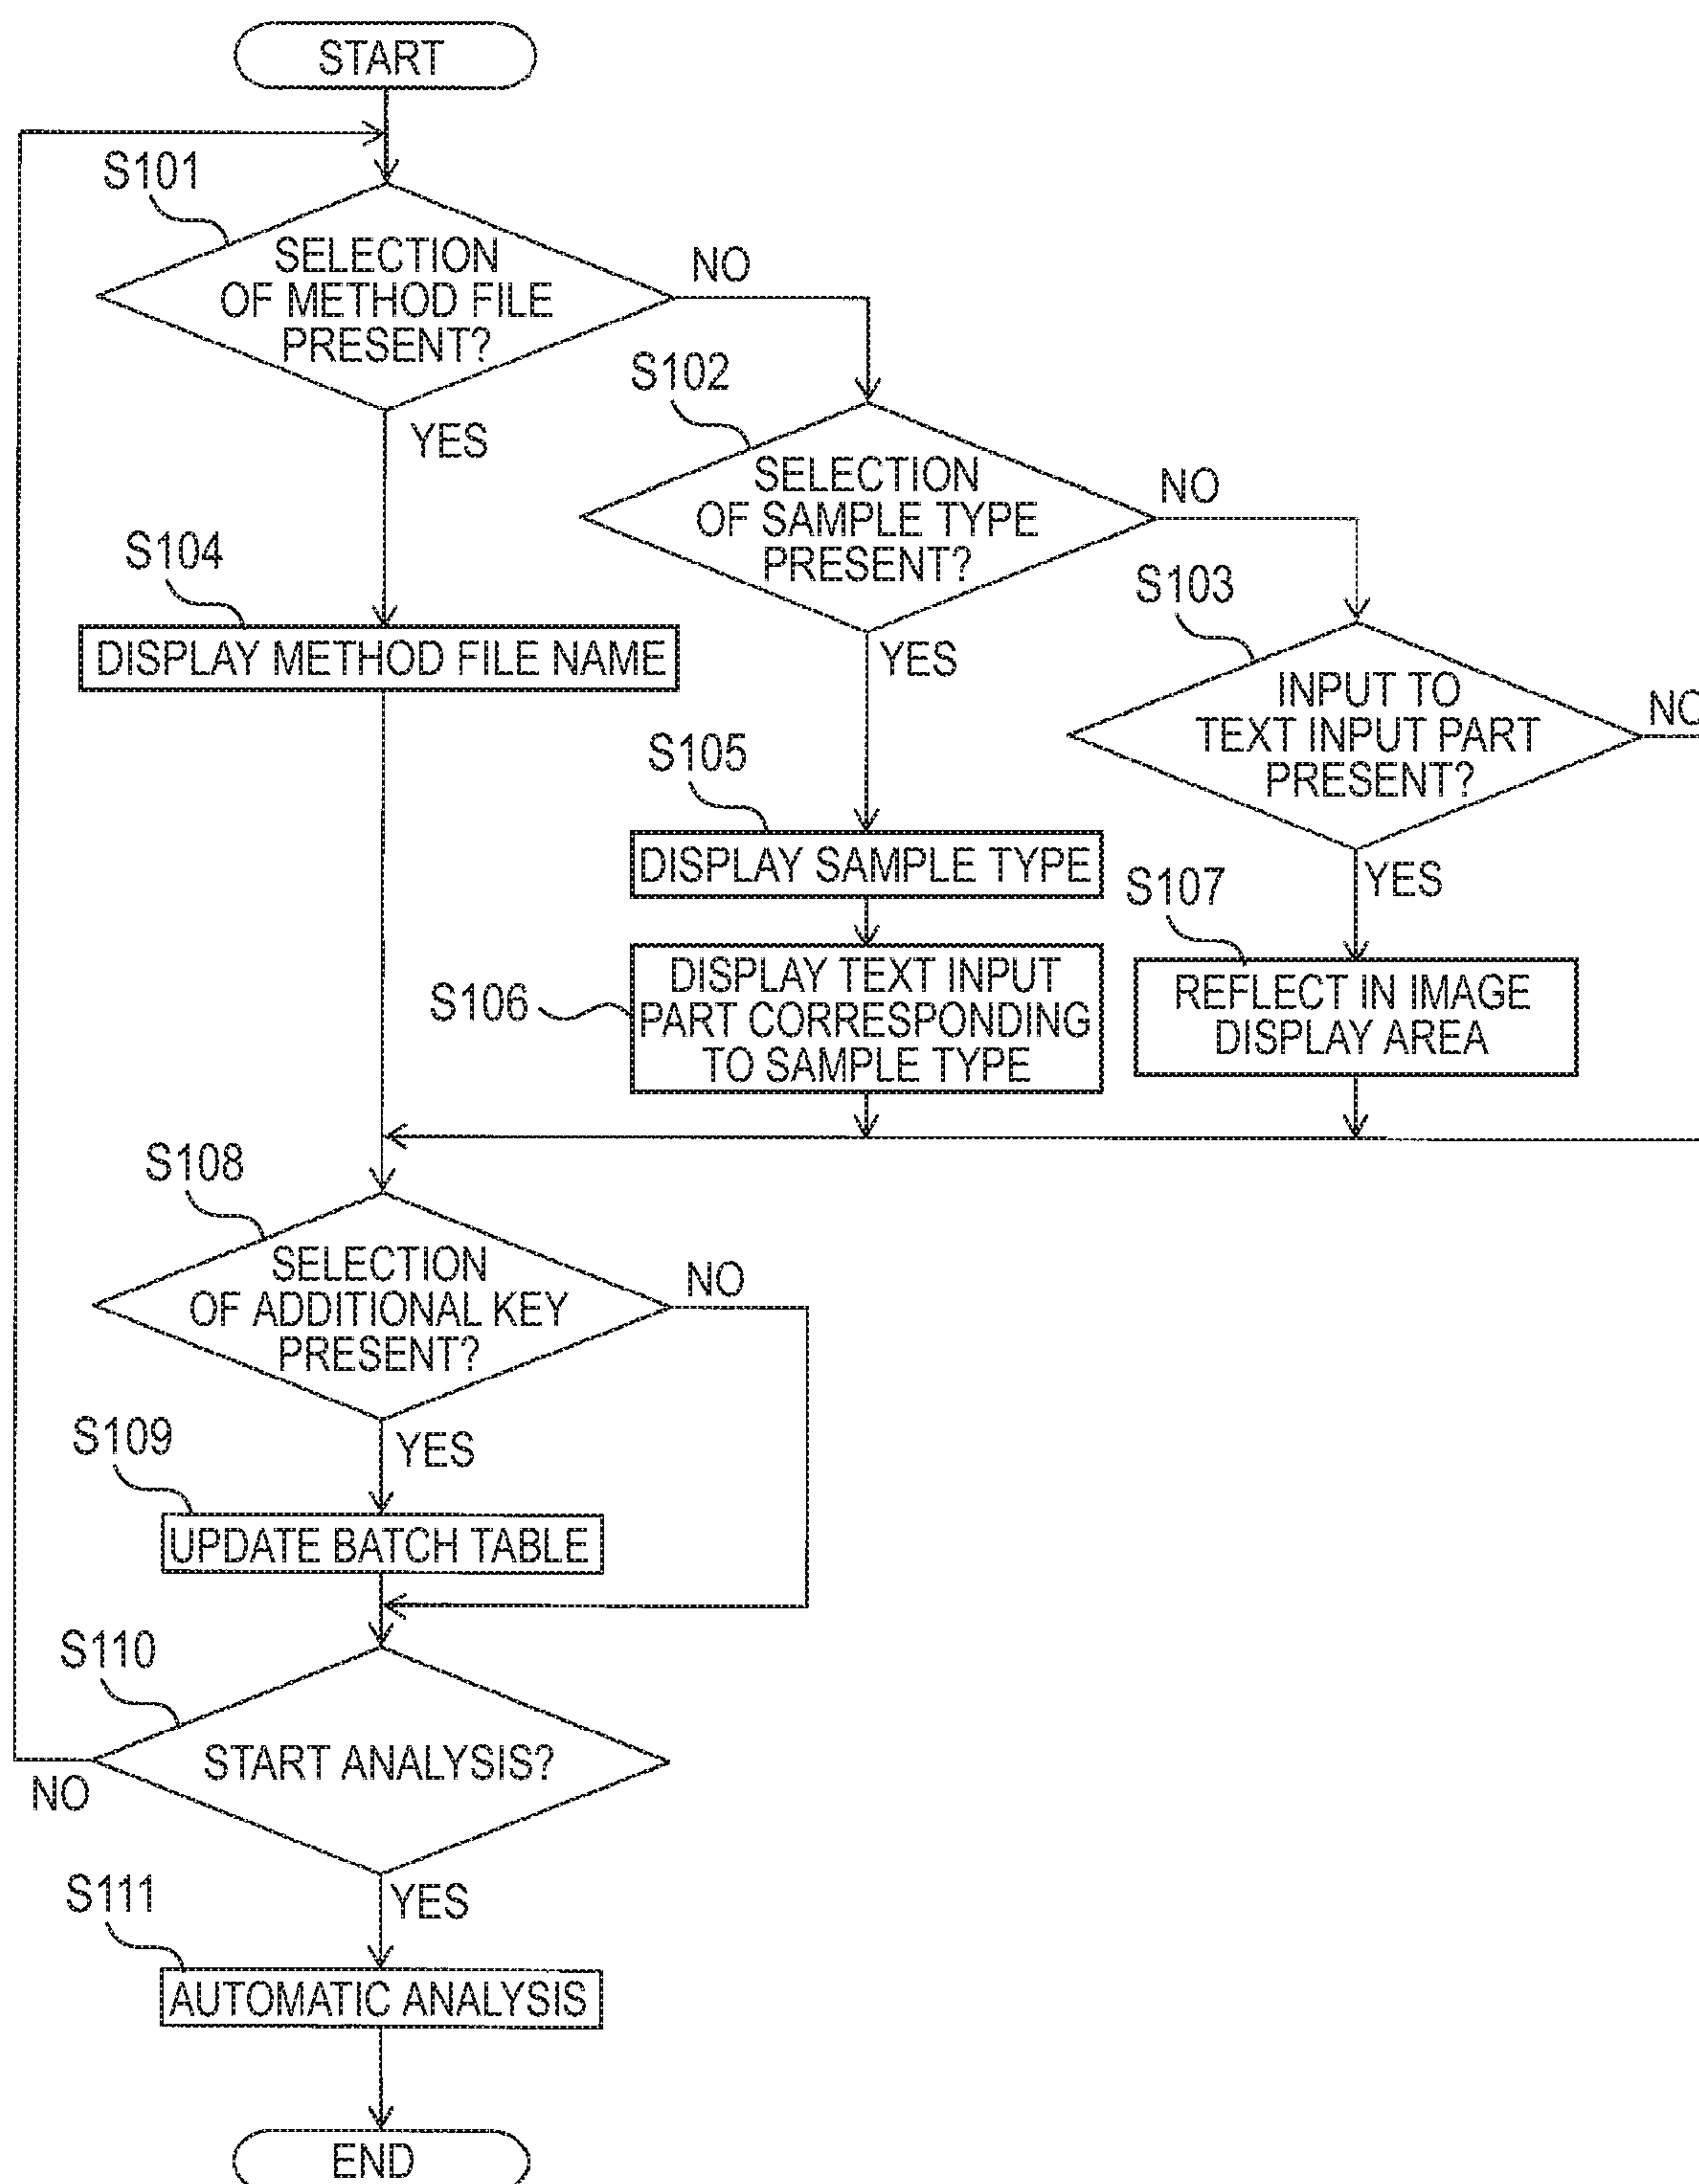 START
S101
SELECTION
OF METHOD FILE
PRESENT?
NO
YES
S102
SELECTION
OF SAMPLE TYPE
PRESENT?
NO
YES
S104
DISPLAY METHOD FILE NAME
S103
INPUT TO
TEXT INPUT PART
PRESENT?
NO
YES
S105
DISPLAY SAMPLE TYPE
S106
DISPLAY TEXT INPUT
PART CORRESPONDING
TO SAMPLE TYPE
S107
REFLECT IN IMAGE
DISPLAY AREA
S108
SELECTION
OF ADDITIONAL KEY
PRESENT?
NO
YES
S109
UPDATE BATCH TABLE
S110
START ANALYSIS?
NO
YES
S111
AUTOMATIC ANALYSIS
END